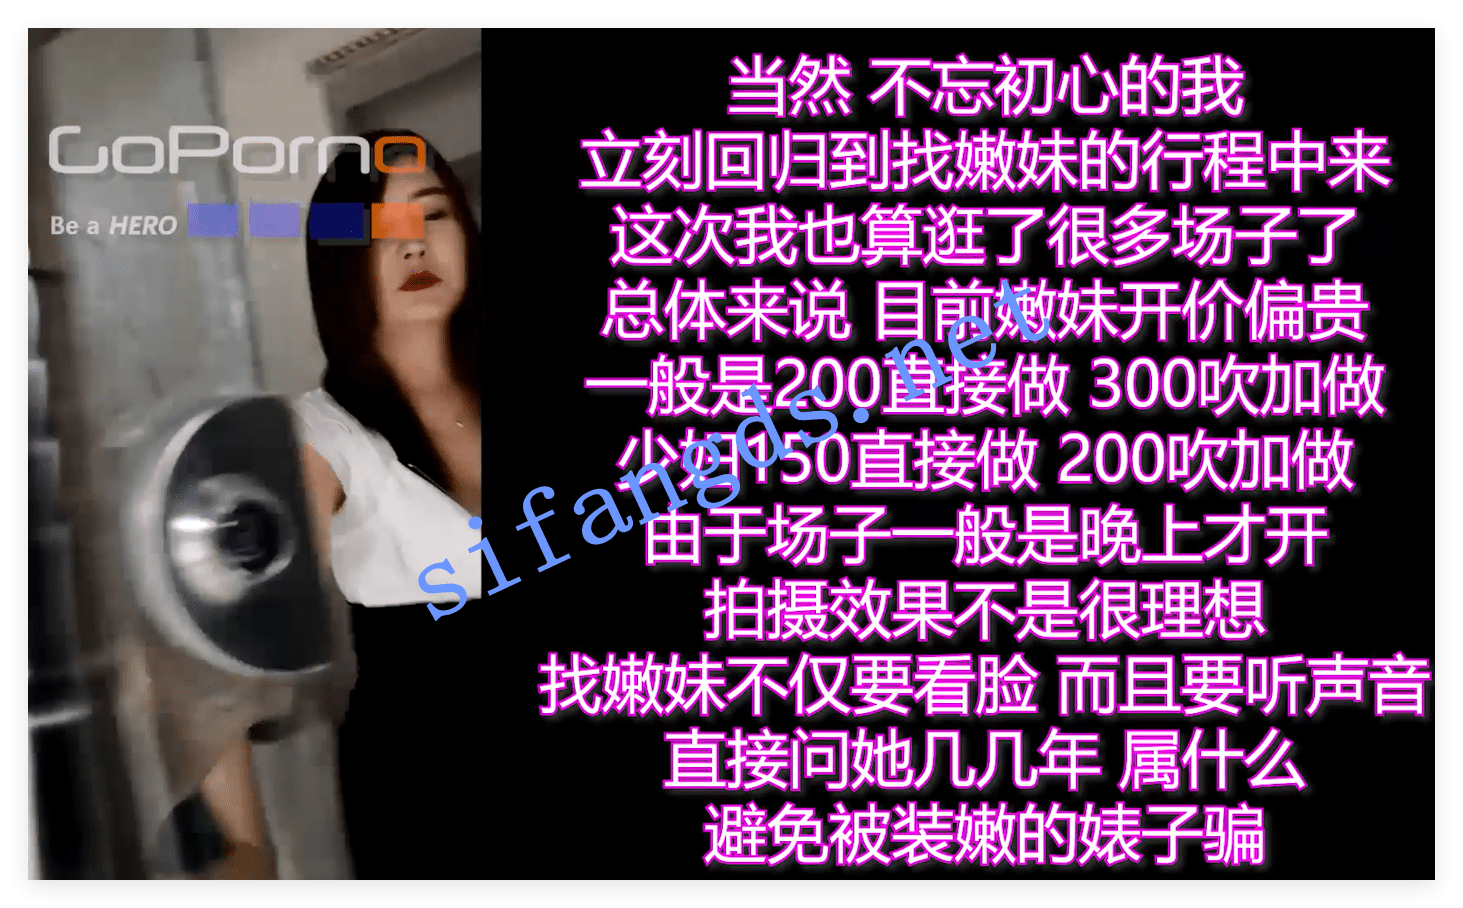 GoPorno
Be a HERO
当然 不忘初心的我
立刻回归到找嫩妹的行程中来
这次我也算逛了很多场子了
总体来说 目前嫩妹开价偏贵
一般是200直接做 300吹加做
少妇150直接做 200吹加做
由于场子一般是晚上才开
拍摄效果不是很理想
找嫩妹不仅要看脸 而且要听声音
直接问她几几年 属什么
避免被装嫩的婊子骗
sifangds.net